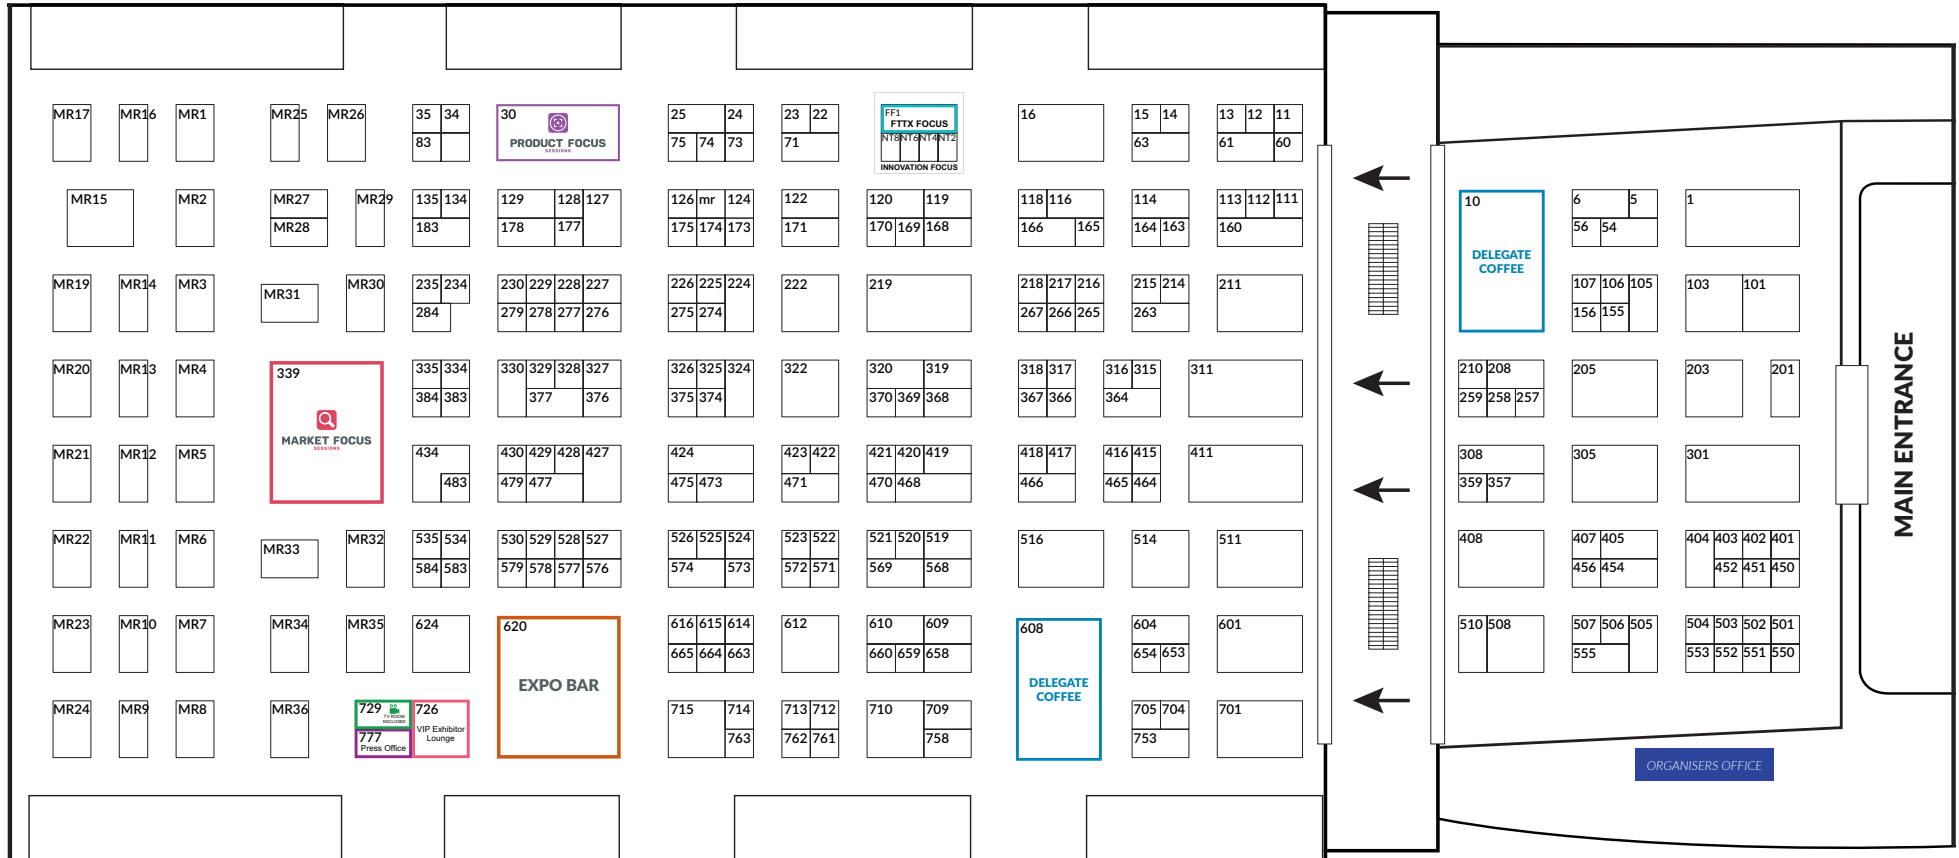 MR17 MR16 MR1 MR25 MR26 35 34 30 25 24 23 22 FF1 16 15 14 13 12 11
FTTX FOCUS
83 PRODUCT FOCUS 75 74 73 71 NT8 NT6 NT4 NT2 63 61 60
SESSIONS
INNOVATION FOCUS
MR15 MR2 MR27 MR29 135 134 129 128 127 126 mr 124 122 120 119 118 116 114 113 112 111 10 6 5 1
MR28 183 178 177 175 174 173 171 170 169 168 166 165 164 163 160 56 54
DELEGATE
COFFEE
MR19 MR14 MR3 MR31 MR30 235 234 230 229 228 227 226 225 224 222 219 218 217 216 215 214 211 107 106 105 103 101
284 279 278 277 276 275 274 267 266 265 263 156 155
MR20 MR13 MR4 339 335 334 330 329 328 327 326 325 324 322 320 319 318 317 316 315 311 210 208 205 203 201
384 383 377 376 375 374 370 369 368 367 366 364 259 258 257
MARKET FOCUS
SESSIONS
MAIN ENTRANCE
MR21 MR12 MR5 434 430 429 428 427 424 423 422 421 420 419 418 417 416 415 411 308 305 301
483 479 477 475 473 471 470 468 466 465 464 359 357
MR22 MR11 MR6 MR33 MR32 535 534 530 529 528 527 526 525 524 523 522 521 520 519 516 514 511 408 407 405 404 403 402 401
584 583 579 578 577 576 574 573 572 571 569 568 456 454 452 451 450
MR23 MR10 MR7 MR34 MR35 624 620 616 615 614 612 610 609 608 604 601 510 508 507 506 505 504 503 502 501
665 664 663 660 659 658 654 653 555 553 552 551 550
EXPO BAR
DELEGATE
COFFEE
MR24 MR9 MR8 MR36 729 726 715 714 713 712 710 709 705 704 701
TV ROOM
ENCLOSED
VIP Exhibitor
Lounge
777 763 762 761 758 753
Press Office
ORGANISERS OFFICE